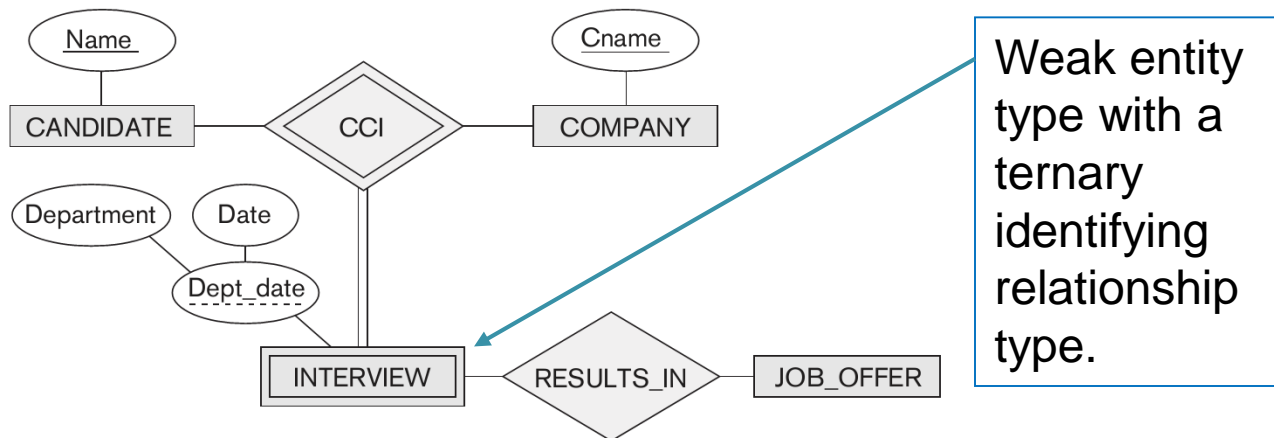 Name
Cname
CANDIDATE
CCI
COMPANY
Department
Date
Dept_date
INTERVIEW
RESULTS_IN
JOB_OFFER
Weak entity
type with a
ternary
identifying
relationship
type.